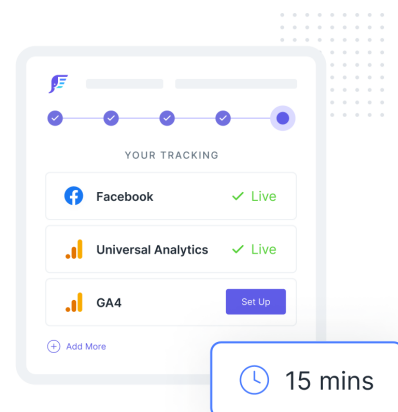 YOUR TRACKING
Facebook
Live
Universal Analytics
Live
GA4
Set Up
Add More
15 mins